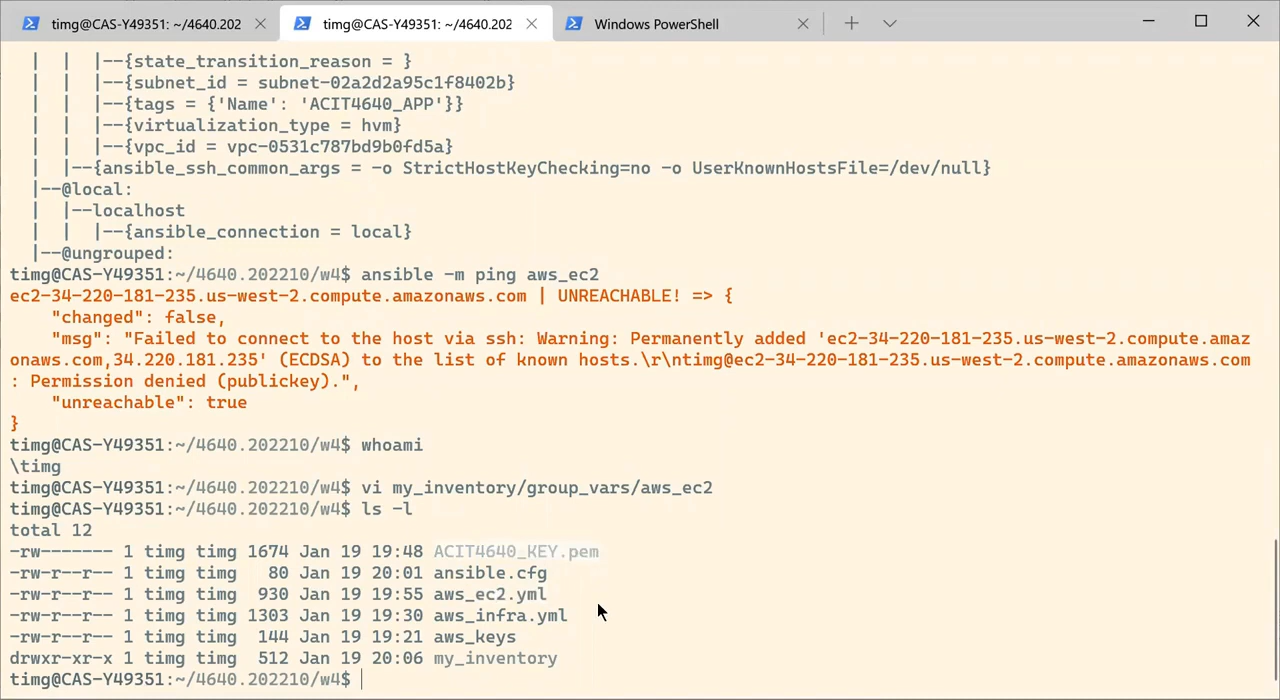 timg@CAS-Y49351: ~/4640.202
timg@CAS-Y49351: ~/4640.202
Windows PowerShell
|  |  |--{state_transition_reason = }
|  |  |--{subnet_id = subnet-02a2d2a95c1f8402b}
|  |  |--{tags = {'Name': 'ACIT4640_APP'}}
|  |  |--{virtualization_type = hvm}
|  |  |--{vpc_id = vpc-0531c787bd9b0fd5a}
|  |--{ansible_ssh_common_args = -o StrictHostKeyChecking=no -o UserKnownHostsFile=/dev/null}
|--@local:
|  |--localhost
|  |  |--{ansible_connection = local}
|--@ungrouped:
timg@CAS-Y49351:~/4640.202210/w4$ ansible -m ping aws_ec2
ec2-34-220-181-235.us-west-2.compute.amazonaws.com | UNREACHABLE! => {
    "changed": false,
    "msg": "Failed to connect to the host via ssh: Warning: Permanently added 'ec2-34-220-181-235.us-west-2.compute.amaz
onaws.com,34.220.181.235' (ECDSA) to the list of known hosts.\r\ntimg@ec2-34-220-181-235.us-west-2.compute.amazonaws.com
: Permission denied (publickey).",
    "unreachable": true
}
timg@CAS-Y49351:~/4640.202210/w4$ whoami
\timg
timg@CAS-Y49351:~/4640.202210/w4$ vi my_inventory/group_vars/aws_ec2
timg@CAS-Y49351:~/4640.202210/w4$ ls -l
total 12
-rw------- 1 timg timg 1674 Jan 19 19:48 ACIT4640_KEY.pem
-rw-r--r-- 1 timg timg   80 Jan 19 20:01 ansible.cfg
-rw-r--r-- 1 timg timg  930 Jan 19 19:55 aws_ec2.yml
-rw-r--r-- 1 timg timg 1303 Jan 19 19:30 aws_infra.yml
-rw-r--r-- 1 timg timg  144 Jan 19 19:21 aws_keys
drwxr-xr-x 1 timg timg  512 Jan 19 20:06 my_inventory
timg@CAS-Y49351:~/4640.202210/w4$